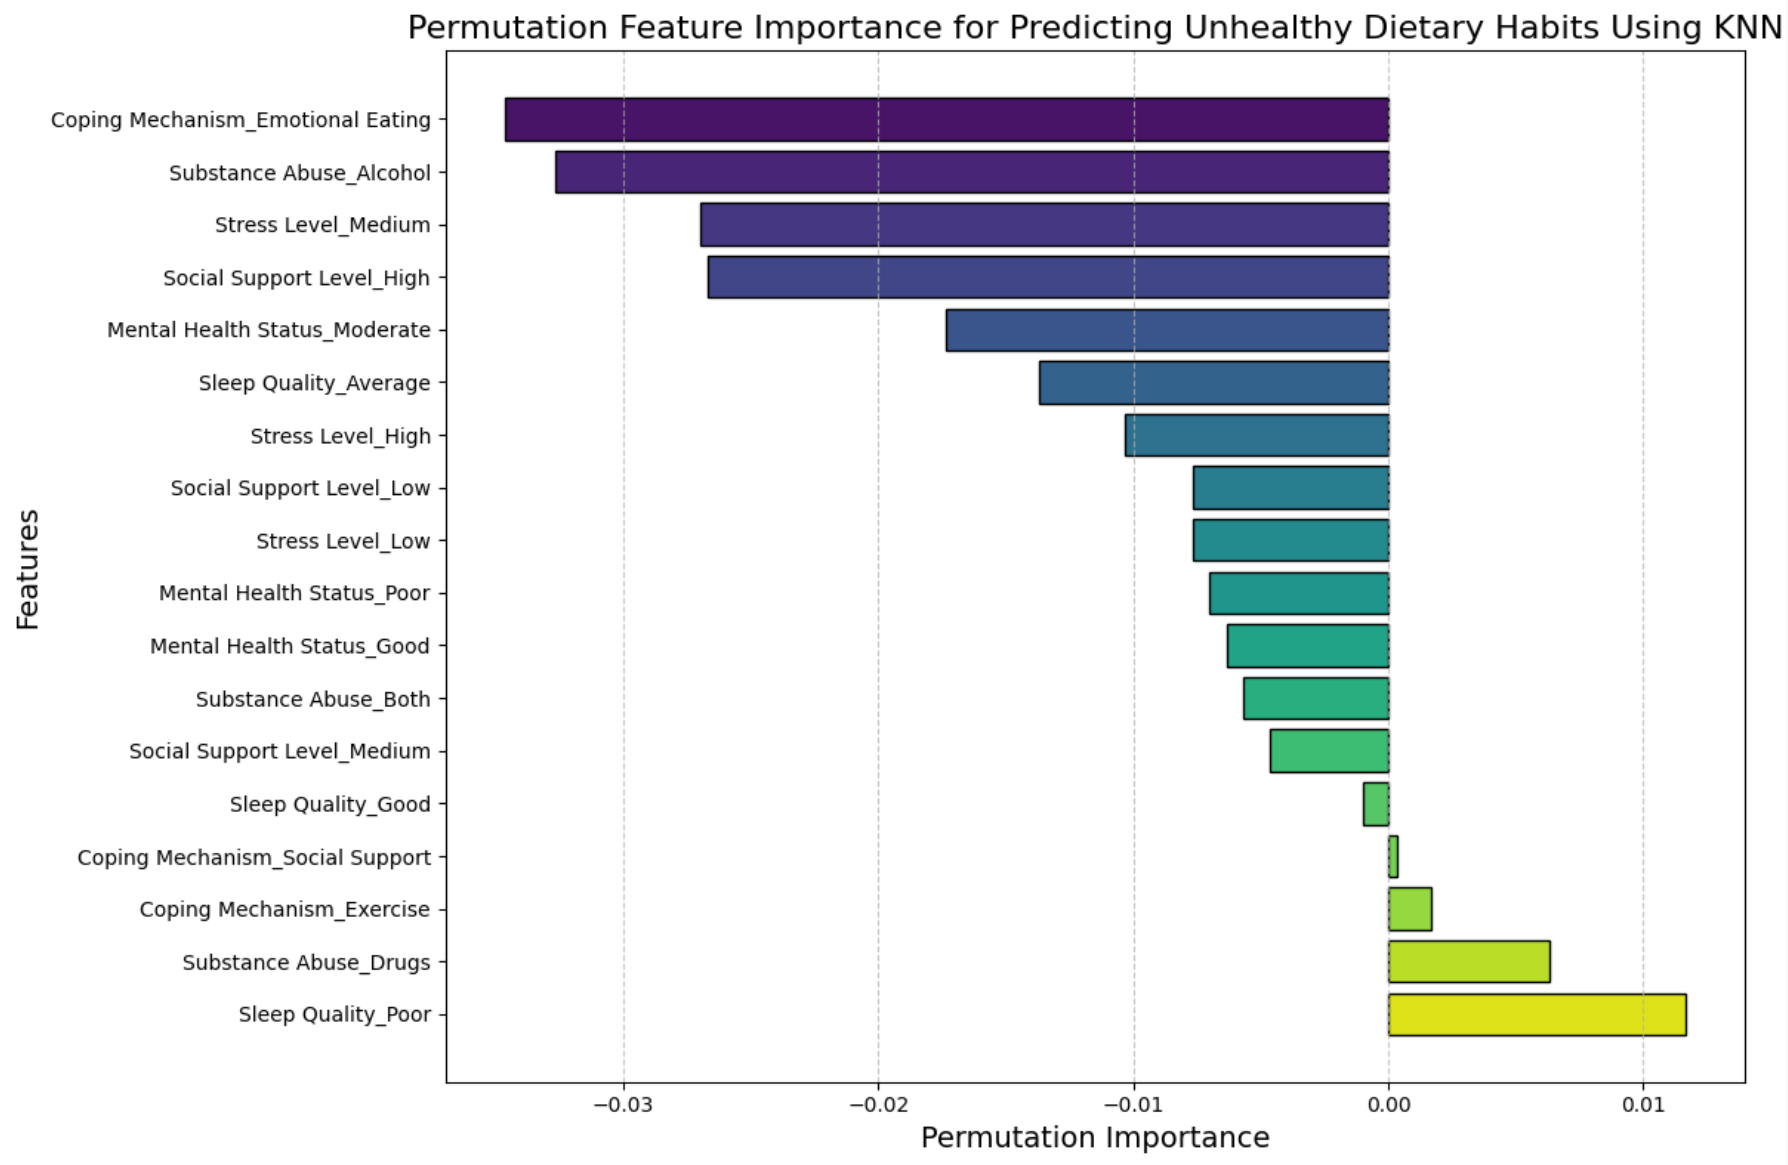 Permutation Feature Importance for Predicting Unhealthy Dietary Habits Using KNN
Coping Mechanism_Emotional Eating
Substance Abuse_Alcohol
Stress Level_Medium
Social Support Level_High
Mental Health Status_Moderate
Sleep Quality_Average
Stress Level_High
Social Support Level_Low
Stress Level_Low
Mental Health Status_Poor
Mental Health Status_Good
Substance Abuse_Both
Social Support Level_Medium
Sleep Quality_Good
Coping Mechanism_Social Support
Coping Mechanism_Exercise
Substance Abuse_Drugs
Sleep Quality_Poor
Features
−0.03 −0.02 −0.01 0.00 0.01
Permutation Importance